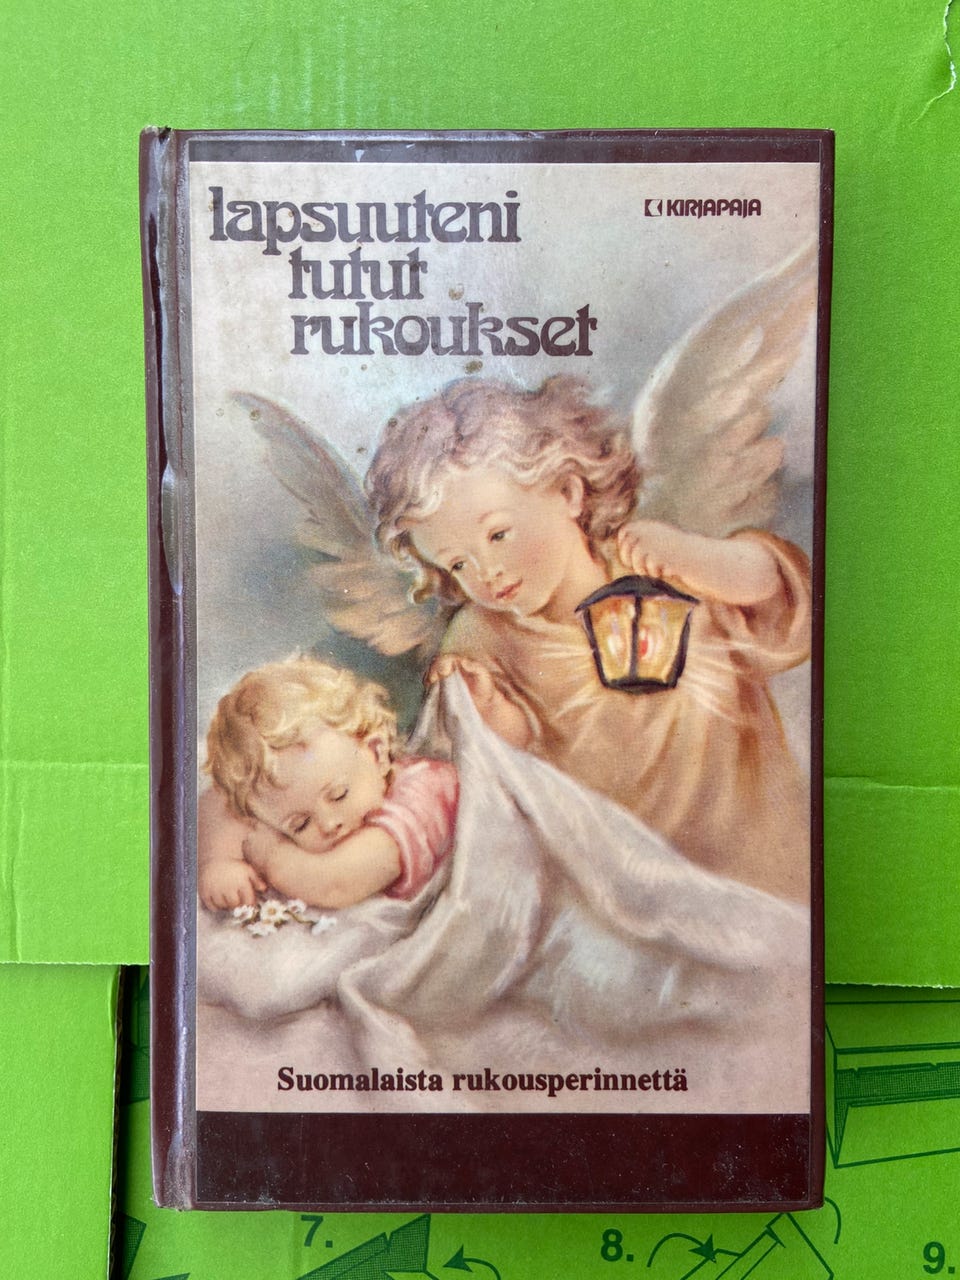 lapsuuteni
tutut
rukoukset
KIRJAPAJA
Suomalaista rukousperinnettä
7.
8.
9.